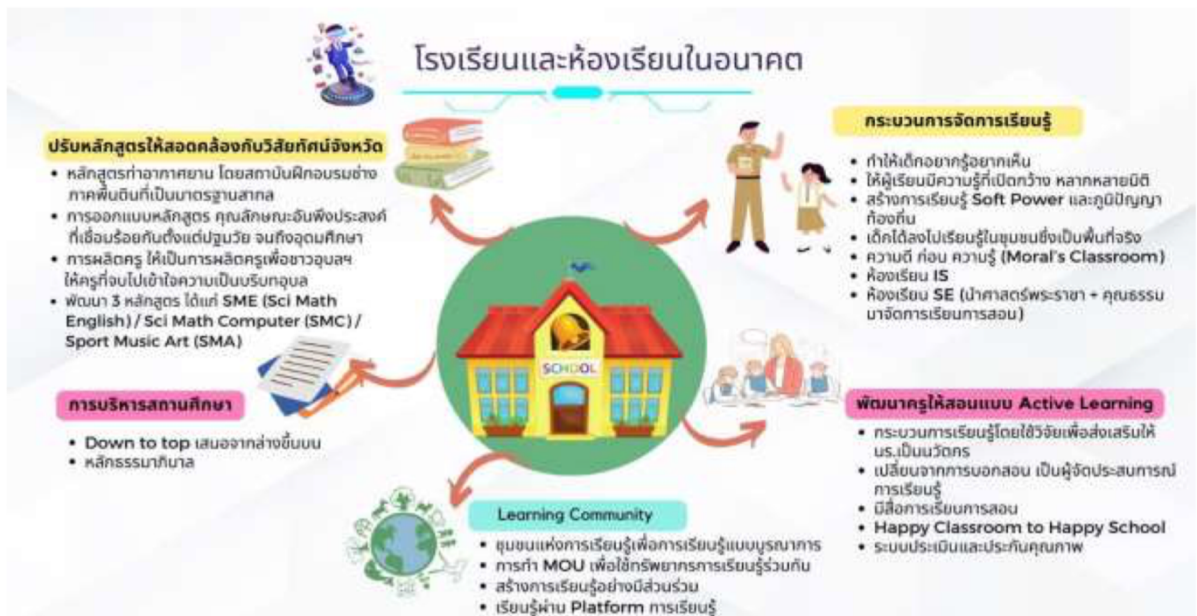 โรงเรียนและห้องเรียนในอนาคต
ปรับหลักสูตรให้สอดคล้องกับวิสัยทัศน์จังหวัด
• หลักสูตรท่าอากาศยาน โดยสถาบันฝึกอบรมช่าง
ภาคพื้นดินที่เป็นมาตรฐานสากล
• การออกแบบหลักสูตร คุณลักษณะอันพึงประสงค์
ที่เชื่อมร้อยกันตั้งแต่ปฐมวัย จนถึงอุดมศึกษา
• การผลิตครู ให้เป็นการผลิตครูเพื่อชาวอุบลฯ
ให้ครูที่จบไปเข้าใจความเป็นบริบทอุบล
• พัฒนา 3 หลักสูตร ได้แก่ SME (Sci Math
English) / Sci Math Computer (SMC) /
Sport Music Art (SMA)
การบริหารสถานศึกษา
• Down to top เสนอจากล่างขึ้นบน
• หลักธรรมาภิบาล
SCHOOL
Learning Community
• ชุมชนแห่งการเรียนรู้เพื่อการเรียนรู้แบบบูรณาการ
• การทำ MOU เพื่อใช้ทรัพยากรการเรียนรู้ร่วมกัน
• สร้างการเรียนรู้อย่างมีส่วนร่วม
• เรียนรู้ผ่าน Platform การเรียนรู้
กระบวนการจัดการเรียนรู้
• ทำให้เด็กอยากรู้อยากเห็น
• ให้ผู้เรียนมีความรู้ที่เปิดกว้าง หลากหลายมิติ
• สร้างการเรียนรู้ Soft Power และภูมิปัญญา
ท้องถิ่น
• เด็กได้ลงไปเรียนรู้ในชุมชนซึ่งเป็นพื้นที่จริง
• ความดี ก่อน ความรู้ (Moral's Classroom)
• ห้องเรียน IS
• ห้องเรียน SE (นำศาสตร์พระราชา + คุณธรรม
มาจัดการเรียนการสอน)
พัฒนาครูให้สอนแบบ Active Learning
• กระบวนการเรียนรู้โดยใช้วิจัยเพื่อส่งเสริมให้
นร.เป็นนวัตกร
• เปลี่ยนจากการบอกสอน เป็นผู้จัดประสบการณ์
การเรียนรู้
• มีสื่อการเรียนการสอน
• Happy Classroom to Happy School
• ระบบประเมินและประกันคุณภาพ